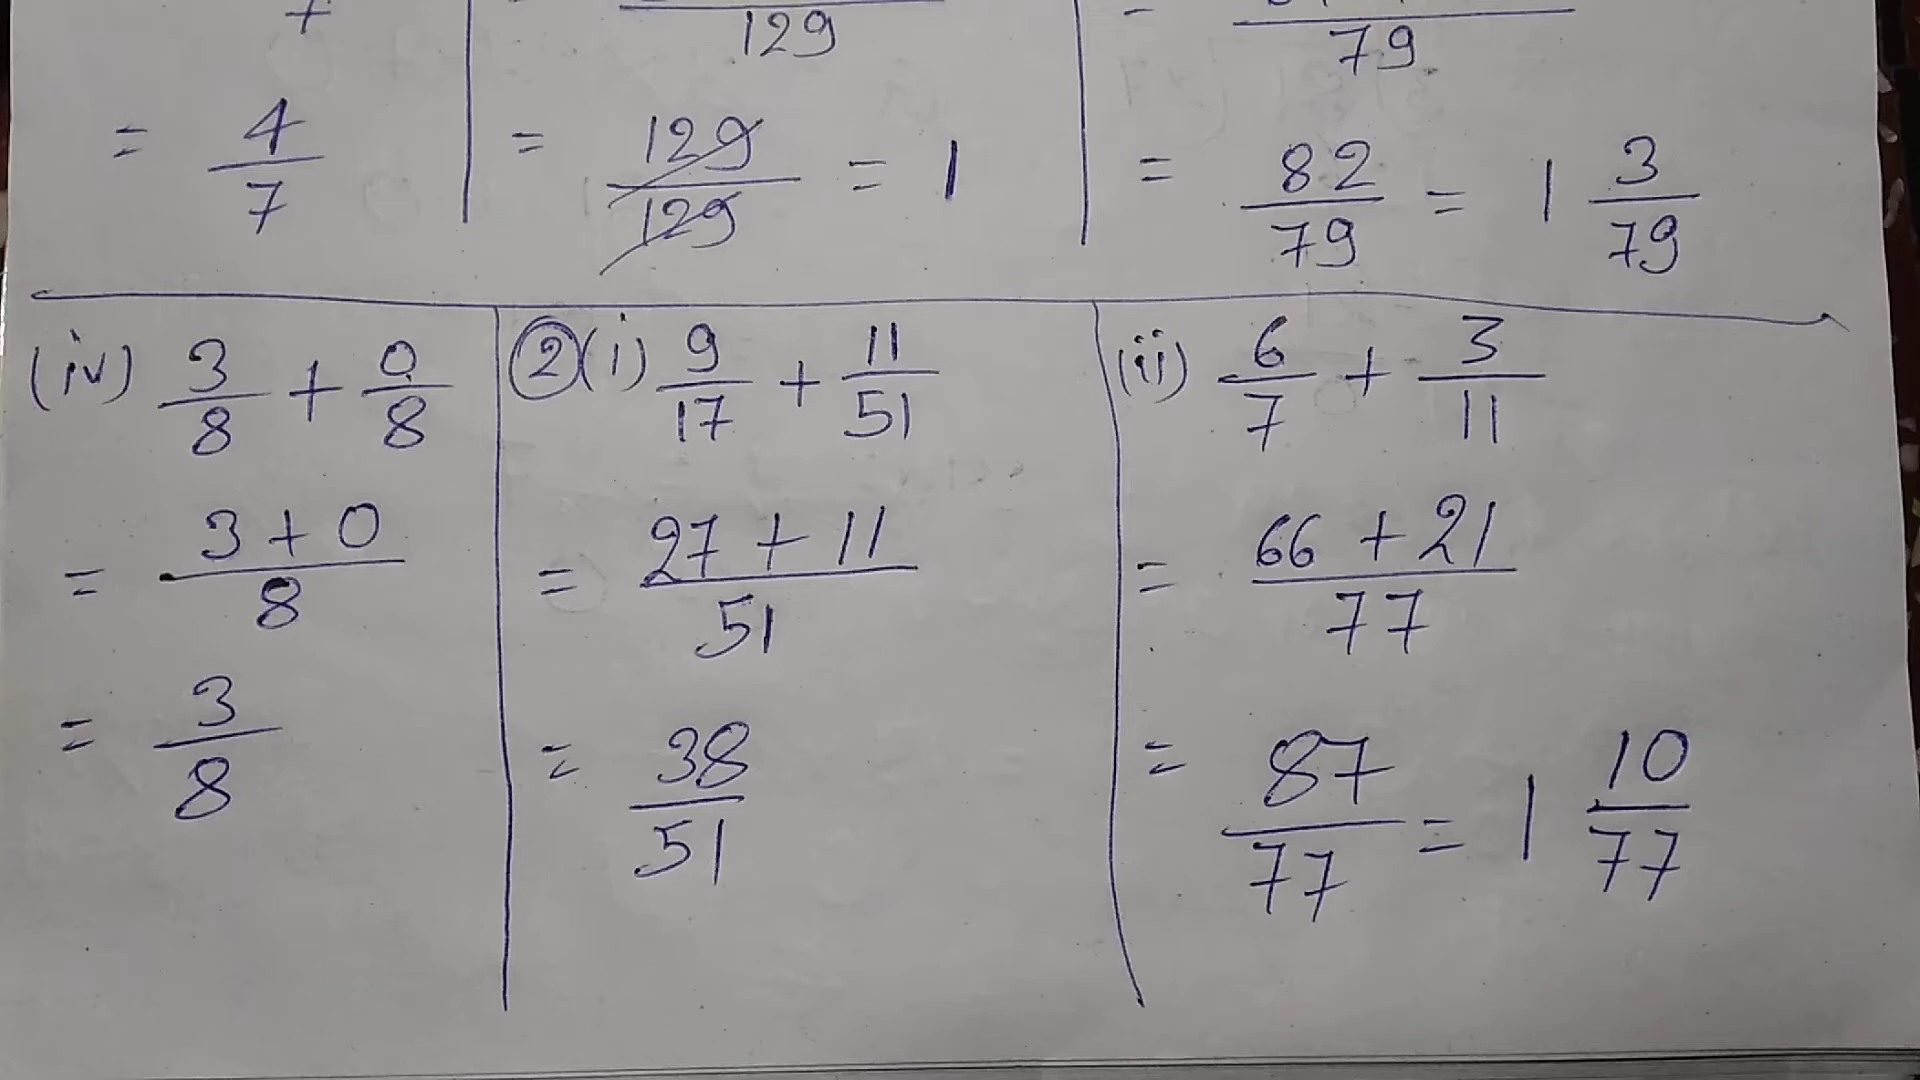 129
79
= 4/7
= 129/129 = 1
= 82/79 = 1 3/79
(iv) 3/8 + 0/8
= 3+0/8
= 3/8
2 (i) 9/17 + 11/51
= 27 + 11/51
= 38/51
(ii) 6/7 + 3/11
= 66 + 21/77
= 87/77 = 1 10/77